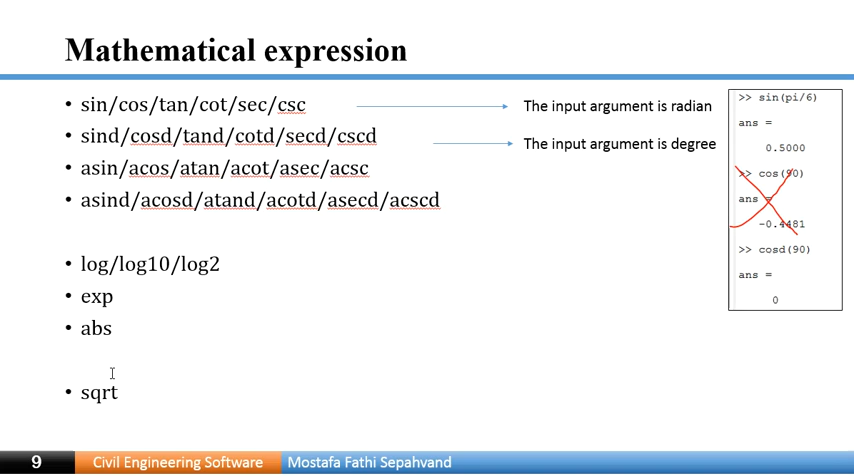 Mathematical expression
• sin/cos/tan/cot/sec/csc
The input argument is radian
• sind/cosd/tand/cotd/secd/cscd
The input argument is degree
• asin/acos/atan/acot/asec/acsc
• asind/acosd/atand/acotd/asecd/acscd
• log/log10/log2
• exp
• abs
• sqrt
>> sin(pi/6)
ans =
0.5000
>> cos(90)
ans =
-0.4481
>> cosd(90)
ans =
0
9 Civil Engineering Software Mostafa Fathi Sepahvand